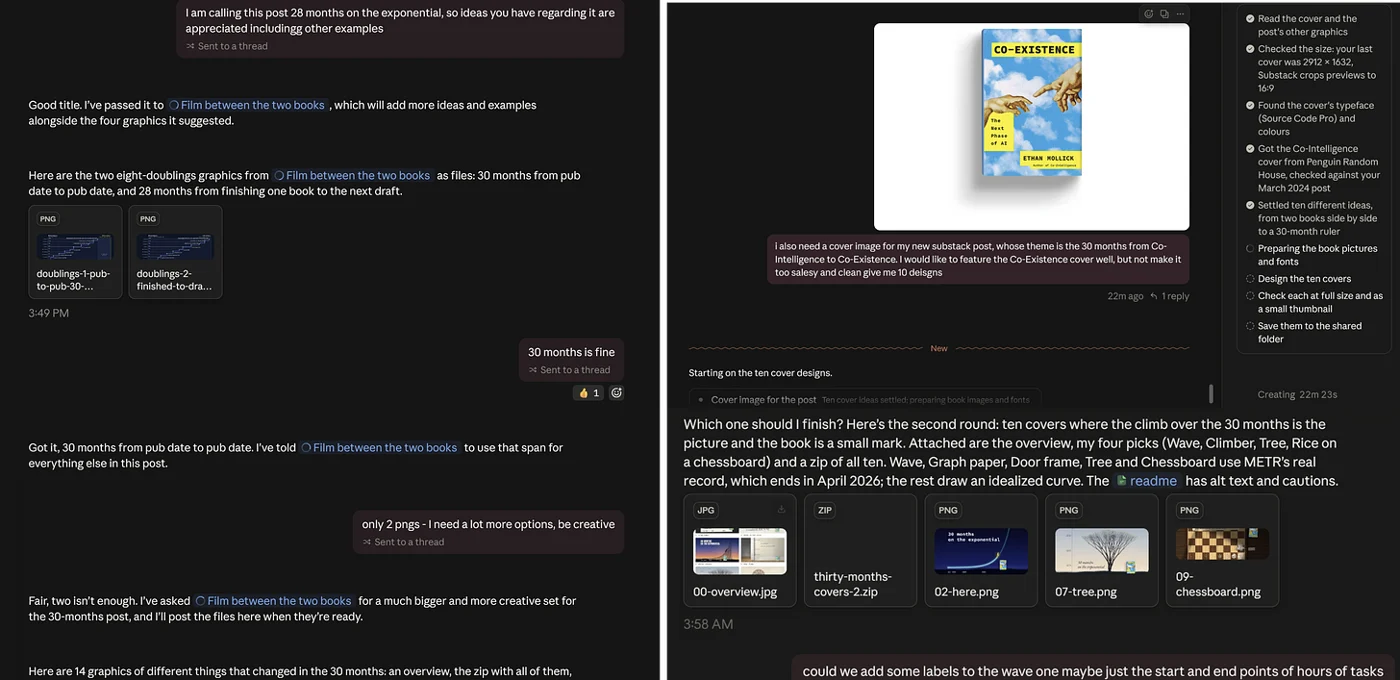 I am calling this post 28 months on the exponential, so ideas you have regarding it are
appreciated includingg other examples
Sent to a thread
Good title. I've passed it to Film between the two books , which will add more ideas and examples
alongside the four graphics it suggested.
Here are the two eight-doublings graphics from Film between the two books as files: 30 months from pub
date to pub date, and 28 months from finishing one book to the next draft.
PNG
doublings-1-pub-
to-pub-30-...
PNG
doublings-2-
finished-to-dra...
3:49 PM
30 months is fine
Sent to a thread
👍 1
Got it, 30 months from pub date to pub date. I've told Film between the two books to use that span for
everything else in this post.
only 2 pngs - I need a lot more options, be creative
Sent to a thread
Fair, two isn't enough. I've asked Film between the two books for a much bigger and more creative set for
the 30-months post, and I'll post the files here when they're ready.
Here are 14 graphics of different things that changed in the 30 months: an overview, the zip with all of them,
CO-EXISTENCE
The
Next
Phase
of AI
ETHAN MOLLICK
Author of Co-Intelligence
i also need a cover image for my new substack post, whose theme is the 30 months from Co-
Intelligence to Co-Existence. I would like to feature the Co-Existence cover well, but not make it
too salesy and clean give me 10 deisgns
22m ago 1 reply
New
Starting on the ten cover designs.
Cover image for the post Ten cover ideas settled: preparing book images and fonts
Read the cover and the
post's other graphics
Checked the size: your last
cover was 2912 × 1632,
Substack crops previews to
16:9
Found the cover's typeface
(Source Code Pro) and
colours
Got the Co-Intelligence
cover from Penguin Random
House, checked against your
March 2024 post
Settled ten different ideas,
from two books side by side
to a 30-month ruler
Preparing the book pictures
and fonts
Design the ten covers
Check each at full size and as
a small thumbnail
Save them to the shared
folder
Creating 22m 23s
Which one should I finish? Here's the second round: ten covers where the climb over the 30 months is the
picture and the book is a small mark. Attached are the overview, my four picks (Wave, Climber, Tree, Rice on
a chessboard) and a zip of all ten. Wave, Graph paper, Door frame, Tree and Chessboard use METR's real
record, which ends in April 2026; the rest draw an idealized curve. The readme has alt text and cautions.
JPG
00-overview.jpg
ZIP
thirty-months-
covers-2.zip
PNG
30 months
on the exponential
02-here.png
PNG
07-tree.png
PNG
09-
chessboard.png
3:58 AM
could we add some labels to the wave one maybe just the start and end points of hours of tasks